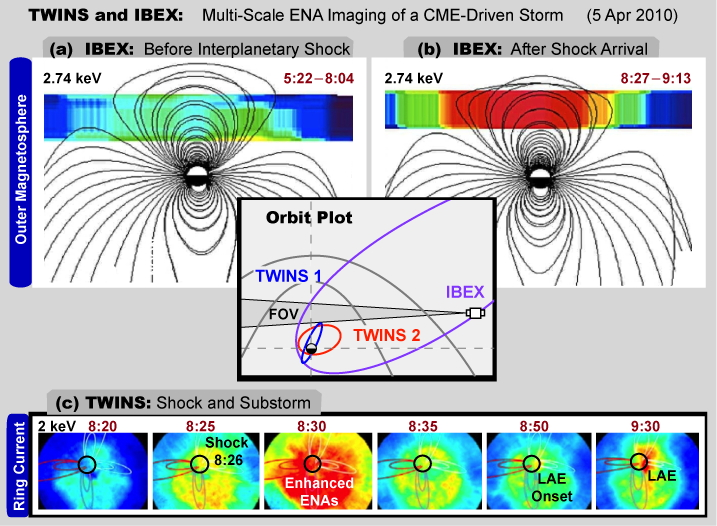 TWINS and IBEX: Multi-Scale ENA Imaging of a CME-Driven Storm (5 Apr 2010)
(a) IBEX: Before Interplanetary Shock
(b) IBEX: After Shock Arrival
Outer Magnetosphere
2.74 keV
5:22–8:04
2.74 keV
8:27–9:13
Orbit Plot
TWINS 1
IBEX
FOV
TWINS 2
(c) TWINS: Shock and Substorm
Ring Current
2 keV 8:20
8:25
8:30
8:35
8:50
9:30
Shock
8:26
Enhanced
ENAs
LAE
Onset
LAE